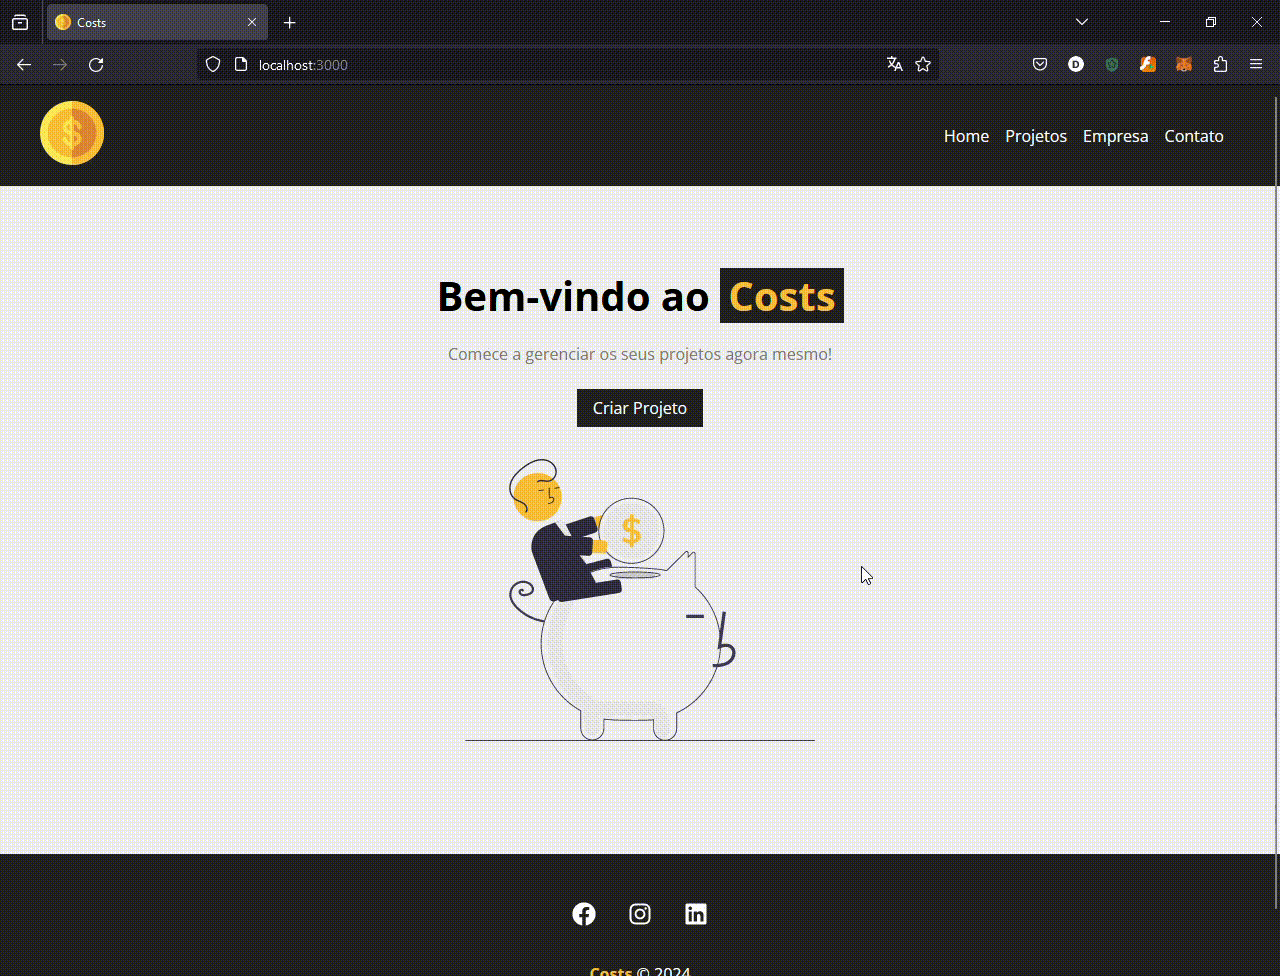 Costs
localhost:3000
$
Home Projetos Empresa Contato
Bem-vindo ao Costs
Comece a gerenciar os seus projetos agora mesmo!
Criar Projeto
$
Costs © 2024